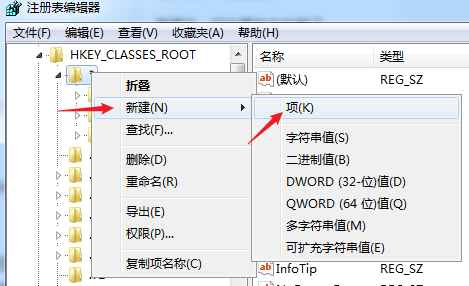 注册表编辑器
文件(F) 编辑(E) 查看(V) 收藏夹(A) 帮助(H)
HKEY_CLASSES_ROOT
名称 类型
折叠
(默认) REG_SZ
新建(N)
项(K)
查找(F)...
字符串值(S)
删除(D)
二进制值(B)
重命名(R)
DWORD (32-位)值(D)
QWORD (64 位)值(Q)
导出(E)
多字符串值(M)
权限(P)...
可扩充字符串值(E)
复制项名称(C)
InfoTip REG_SZ